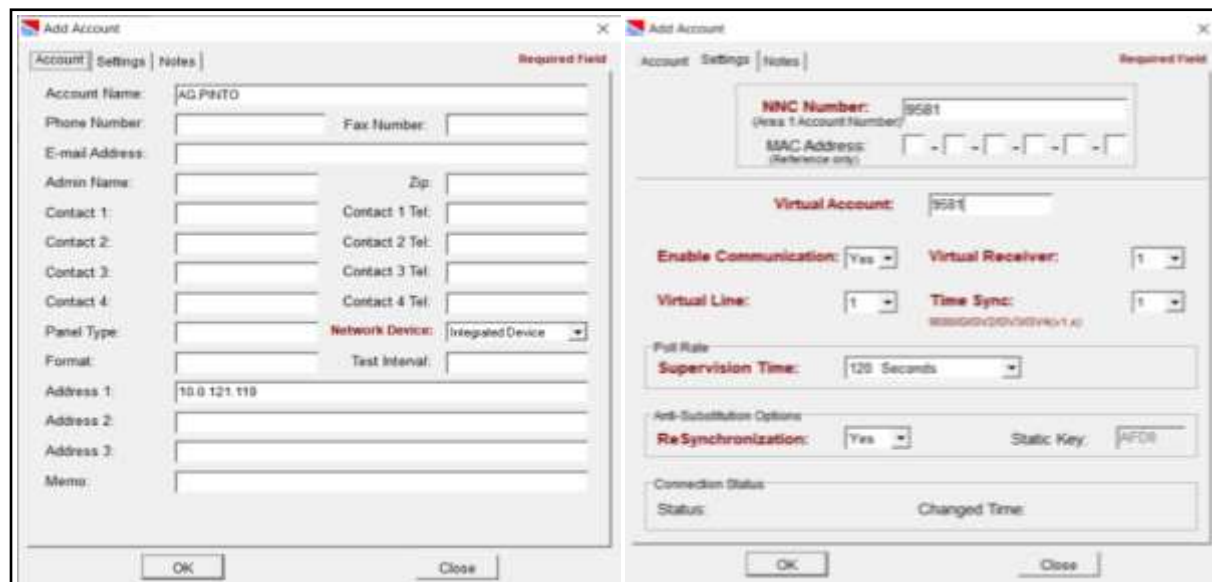 Add Account
Account Settings Notes Required Field
Account Name: AG.PINTO
Phone Number: Fax Number:
E-mail Address:
Admin Name: Zip:
Contact 1: Contact 1 Tel:
Contact 2: Contact 2 Tel:
Contact 3: Contact 3 Tel:
Contact 4: Contact 4 Tel:
Panel Type: Network Device: Integrated Device
Format: Test Interval:
Address 1: 10.0.121.119
Address 2:
Address 3:
Memo:
OK Close
Add Account
Account Settings Notes Required Field
NNC Number: 9581
(Area 1 Account Number)
MAC Address: - - - - -
(Reference only)
Virtual Account: 9581
Enable Communication: Yes Virtual Receiver: 1
Virtual Line: 1 Time Sync: 1
Poll Rate
Supervision Time: 120 Seconds
Anti-Substitution Options
ReSynchronization: Yes Static Key:
Connection Status
Status: Changed Time:
OK Close